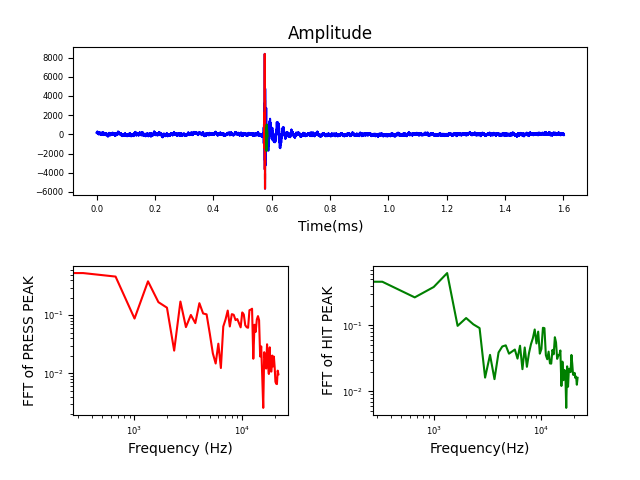 Amplitude
8000
6000
4000
2000
0
−2000
−4000
−6000
0.0 0.2 0.4 0.6 0.8 1.0 1.2 1.4 1.6
Time(ms)
FFT of PRESS PEAK
10⁻¹
10⁻²
10³ 10⁴
Frequency (Hz)
FFT of HIT PEAK
10⁻¹
10⁻²
10³ 10⁴
Frequency(Hz)